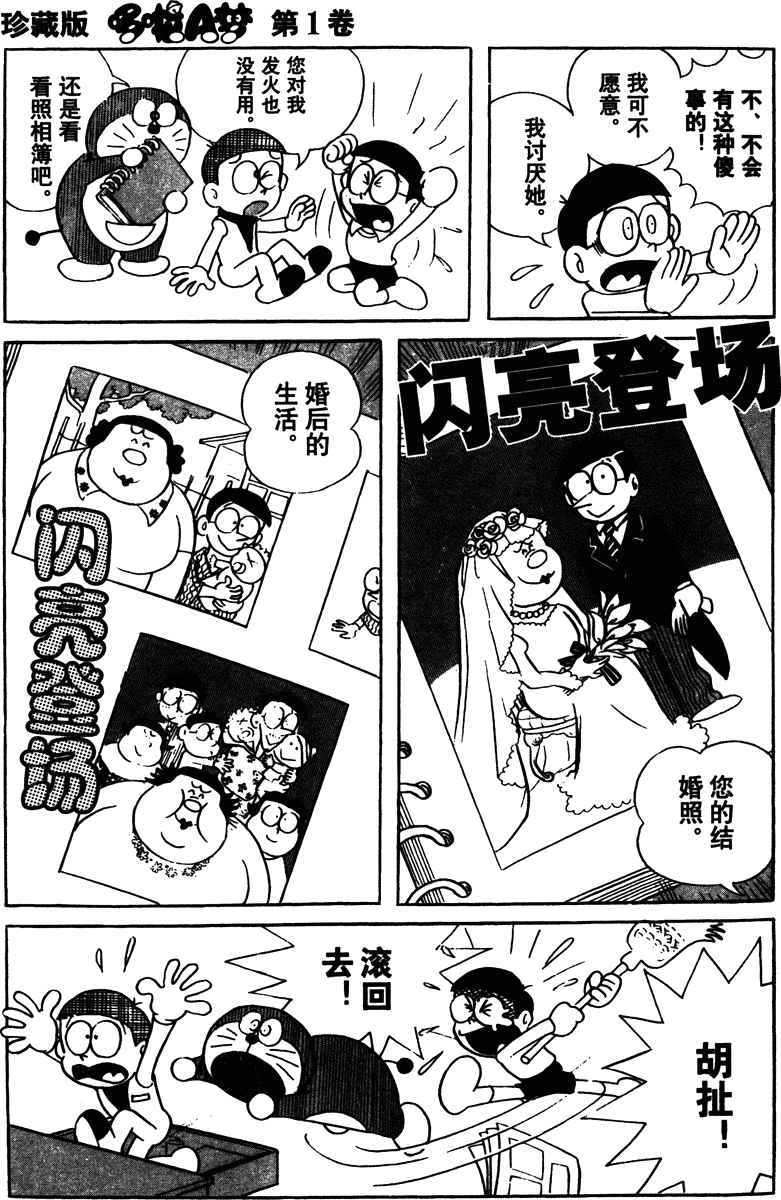 珍藏版 哆啦A梦 第1卷
不、不会
有这种傻
事的！
我可不
愿意。
我讨厌她。
您对我
发火也
没有用。
还是看
看照相簿吧。
闪亮登场
您的结
婚照。
婚后的
生活。
闪亮登场
胡扯！
滚回
去！